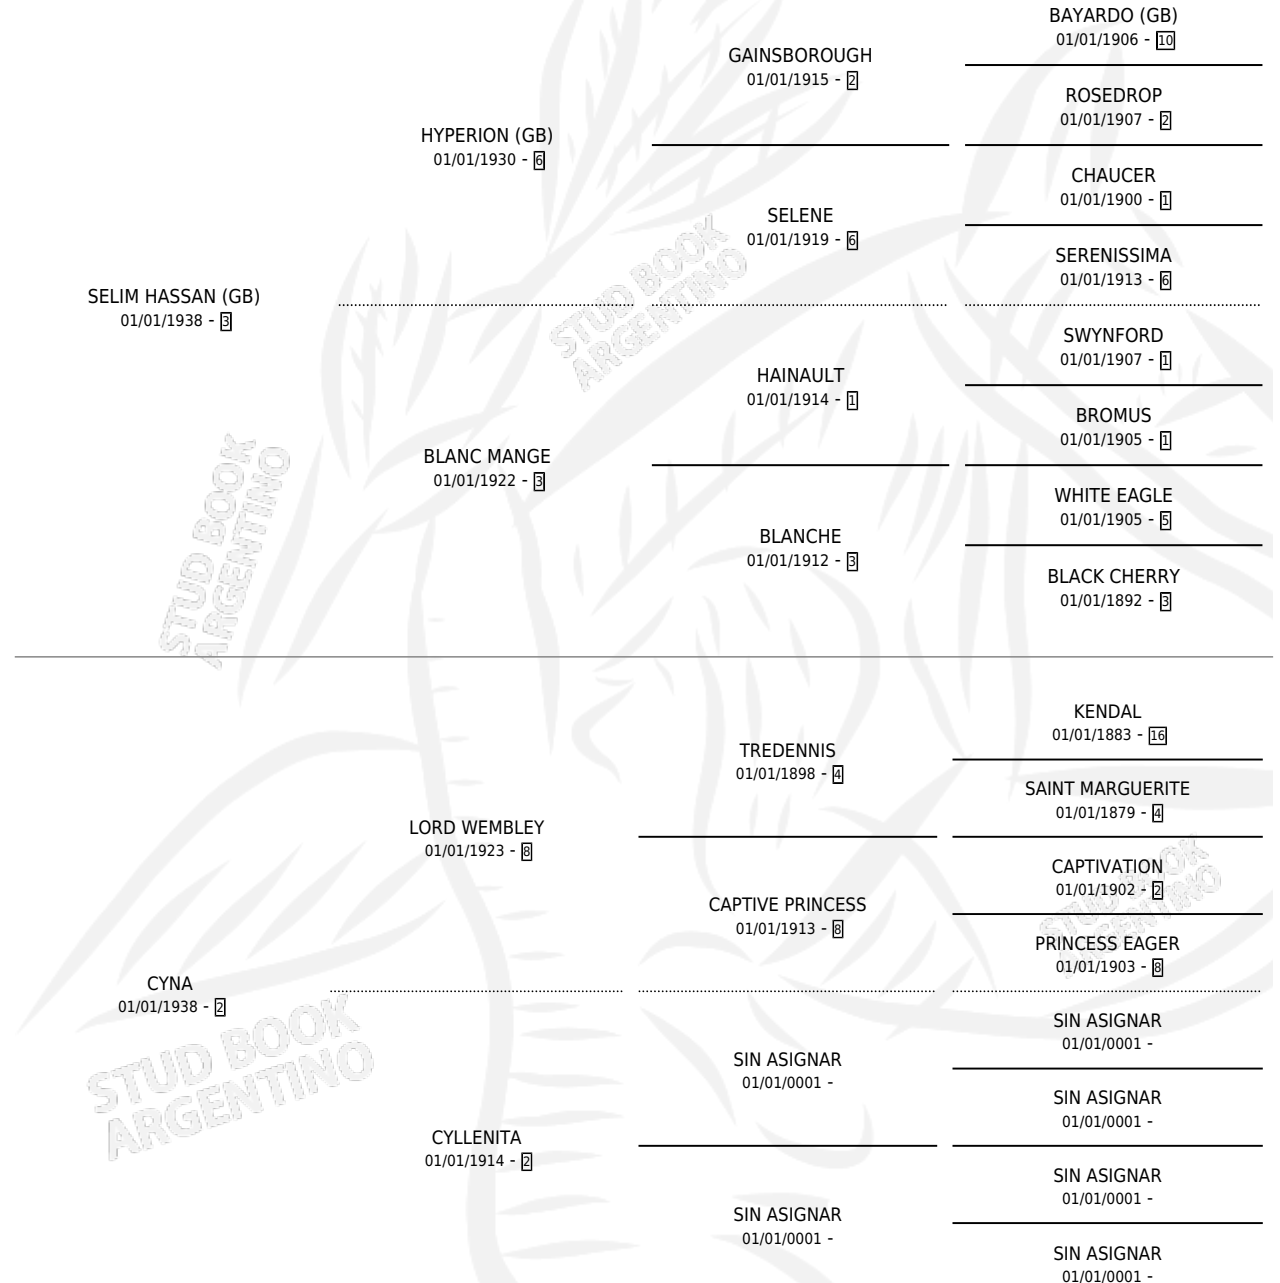 BAYARDO (GB)
01/01/1906 - 10
GAINSBOROUGH
01/01/1915 - 2
ROSEDROP
01/01/1907 - 2
HYPERION (GB)
01/01/1930 - 6
CHAUCER
01/01/1900 - 1
SELENE
01/01/1919 - 6
SERENISSIMA
01/01/1913 - 6
SELIM HASSAN (GB)
01/01/1938 - 3
SWYNFORD
01/01/1907 - 1
HAINAULT
01/01/1914 - 1
BROMUS
01/01/1905 - 1
BLANC MANGE
01/01/1922 - 3
WHITE EAGLE
01/01/1905 - 5
BLANCHE
01/01/1912 - 3
BLACK CHERRY
01/01/1892 - 3
KENDAL
01/01/1883 - 16
TREDENNIS
01/01/1898 - 4
SAINT MARGUERITE
01/01/1879 - 4
LORD WEMBLEY
01/01/1923 - 8
CAPTIVATION
01/01/1902 - 2
CAPTIVE PRINCESS
01/01/1913 - 8
PRINCESS EAGER
01/01/1903 - 8
CYNA
01/01/1938 - 2
SIN ASIGNAR
01/01/0001 -
SIN ASIGNAR
01/01/0001 -
SIN ASIGNAR
01/01/0001 -
CYLLENITA
01/01/1914 - 2
SIN ASIGNAR
01/01/0001 -
SIN ASIGNAR
01/01/0001 -
SIN ASIGNAR
01/01/0001 -
STUD BOOK
ARGENTINO
STUD BOOK
ARGENTINO
STUD BOOK
ARGENTINO
STUD BOOK
ARGENTINO